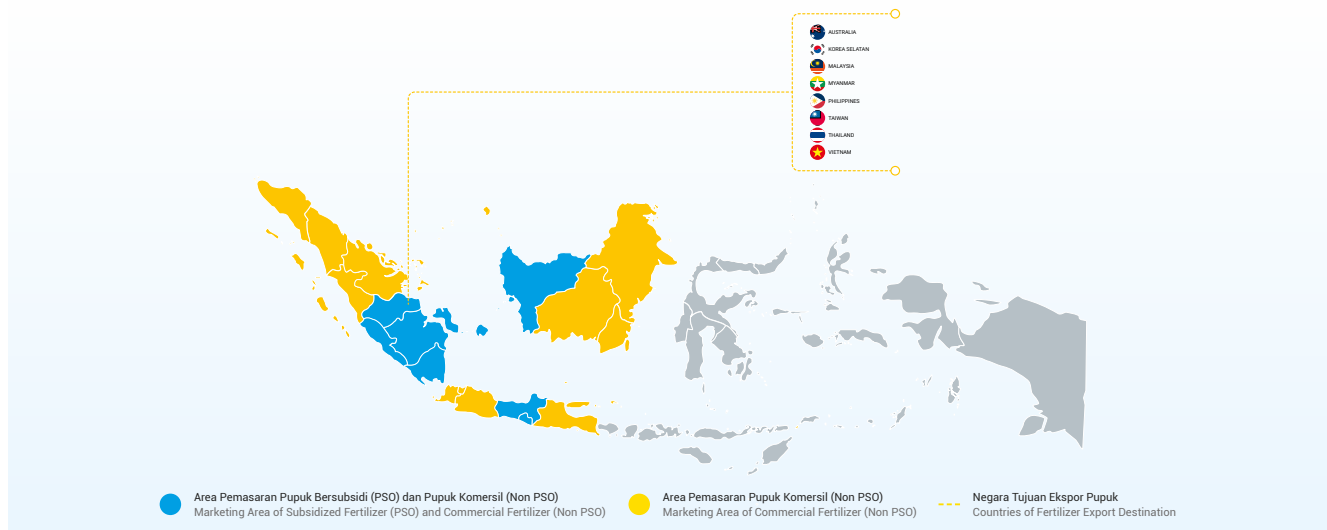 AUSTRALIA
KOREA SELATAN
MALAYSIA
MYANMAR
PHILIPPINES
TAIWAN
THAILAND
VIETNAM
Area Pemasaran Pupuk Bersubsidi (PSO) dan Pupuk Komersil (Non PSO)
Marketing Area of Subsidized Fertilizer (PSO) and Commercial Fertilizer (Non PSO)
Area Pemasaran Pupuk Komersil (Non PSO)
Marketing Area of Commercial Fertilizer (Non PSO)
Negara Tujuan Ekspor Pupuk
Countries of Fertilizer Export Destination